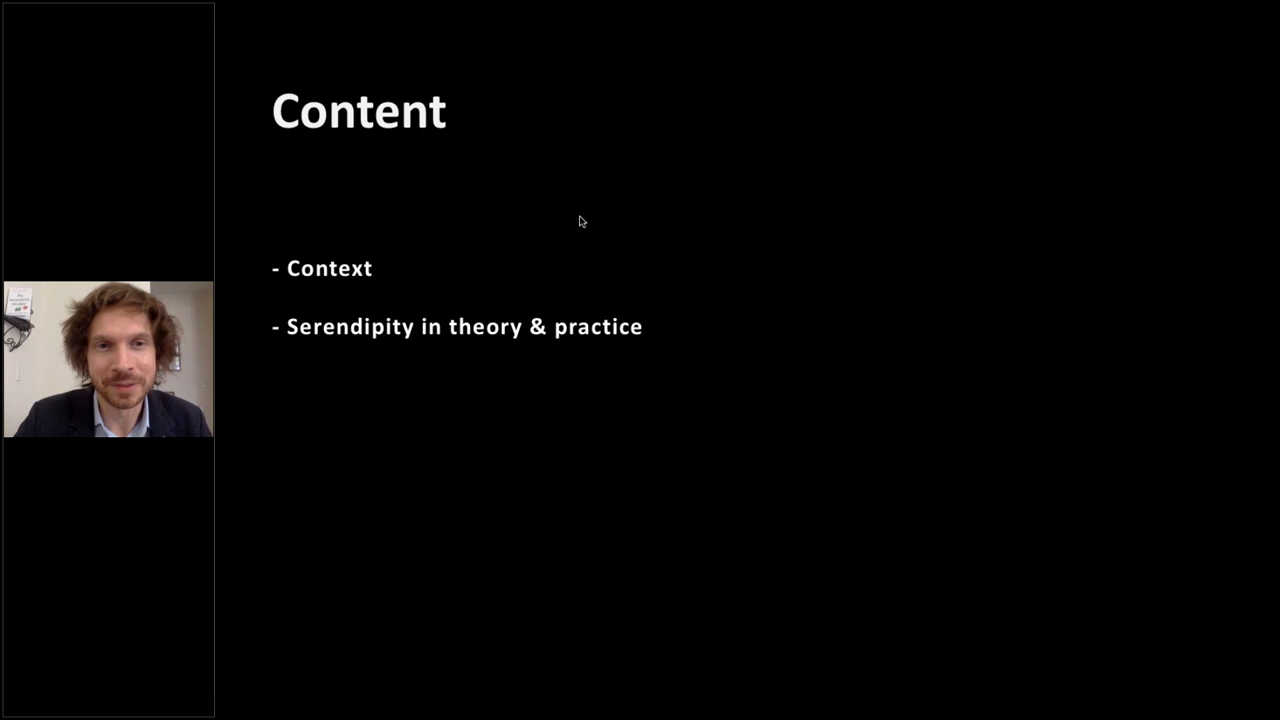 Content
- Context
- Serendipity in theory & practice